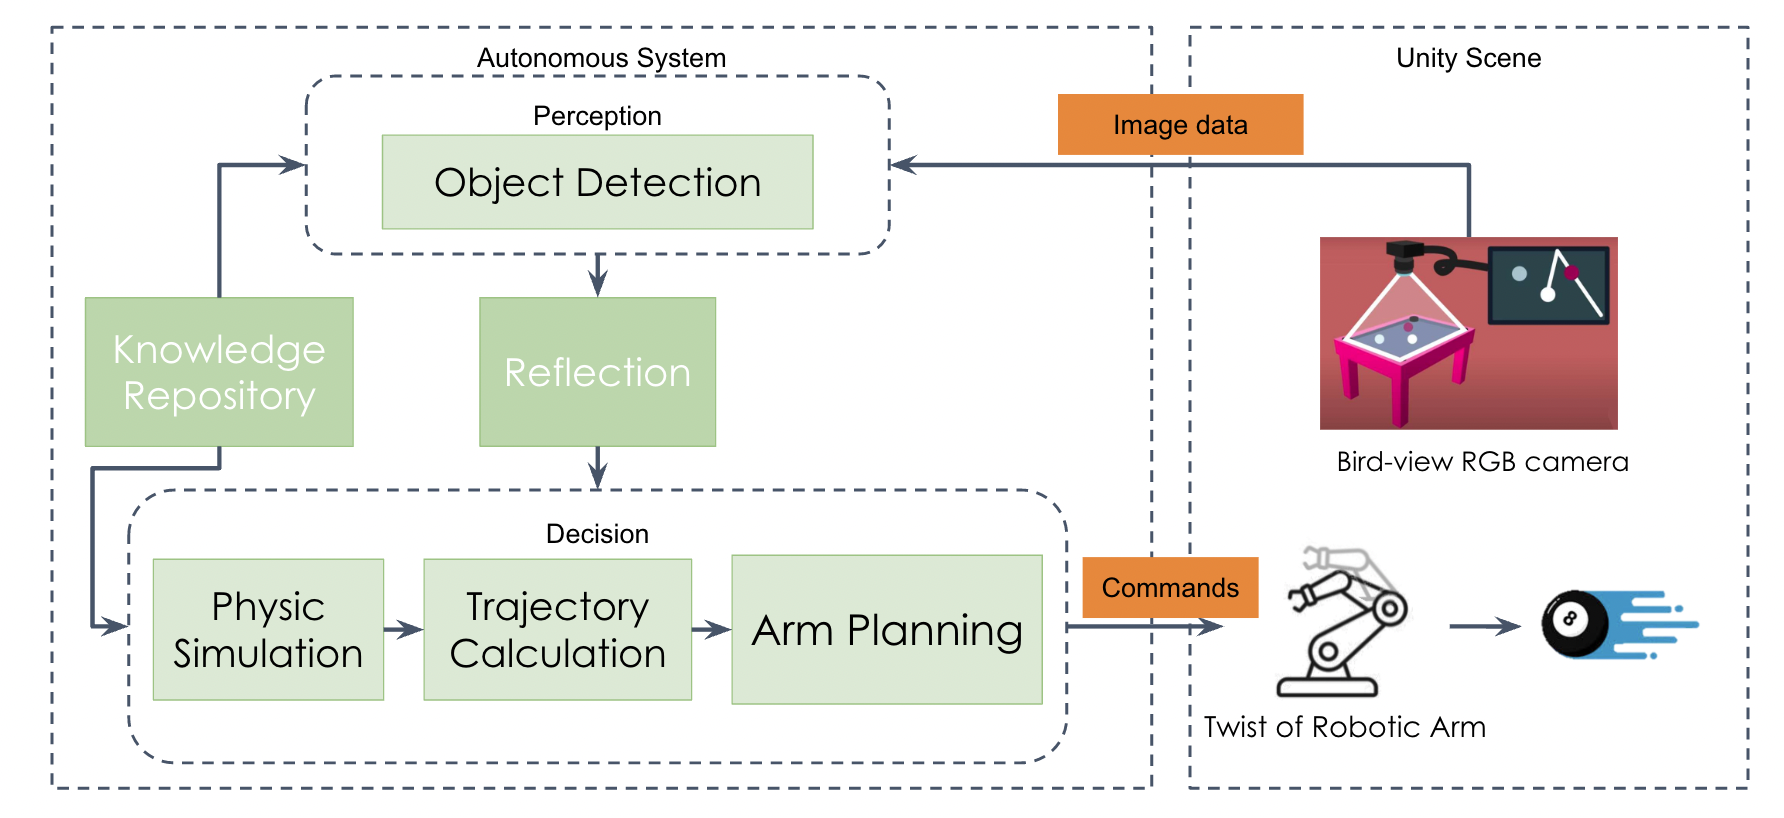 Autonomous System
Unity Scene
Perception
Image data
Object Detection
Knowledge
Repository
Reflection
Bird-view RGB camera
Decision
Physic
Simulation
Trajectory
Calculation
Arm Planning
Commands
8
Twist of Robotic Arm